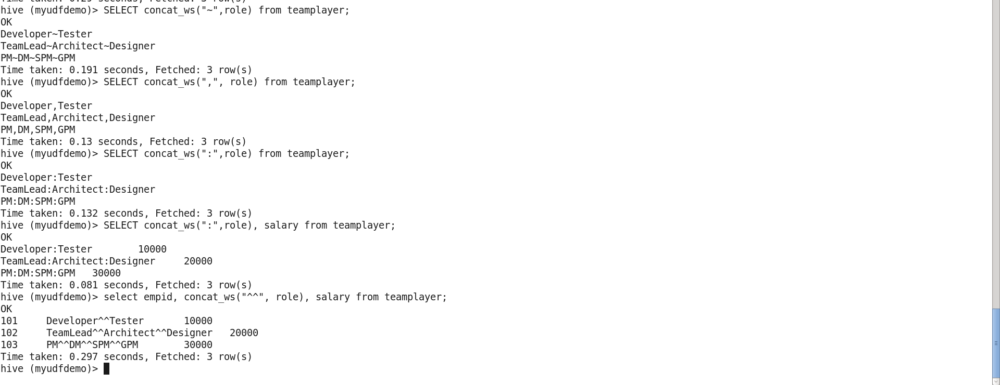 Time taken: 0.29 seconds, Fetched: 3 row(s)
hive (myudfdemo)> SELECT concat_ws("~",role) from teamplayer;
OK
Developer~Tester
TeamLead~Architect~Designer
PM~DM~SPM~GPM
Time taken: 0.191 seconds, Fetched: 3 row(s)
hive (myudfdemo)> SELECT concat_ws(",", role) from teamplayer;
OK
Developer,Tester
TeamLead,Architect,Designer
PM,DM,SPM,GPM
Time taken: 0.13 seconds, Fetched: 3 row(s)
hive (myudfdemo)> SELECT concat_ws(":",role) from teamplayer;
OK
Developer:Tester
TeamLead:Architect:Designer
PM:DM:SPM:GPM
Time taken: 0.132 seconds, Fetched: 3 row(s)
hive (myudfdemo)> SELECT concat_ws(":",role), salary from teamplayer;
OK
Developer:Tester	10000
TeamLead:Architect:Designer	20000
PM:DM:SPM:GPM	30000
Time taken: 0.081 seconds, Fetched: 3 row(s)
hive (myudfdemo)> select empid, concat_ws("^^", role), salary from teamplayer;
OK
101	Developer^^Tester	10000
102	TeamLead^^Architect^^Designer	20000
103	PM^^DM^^SPM^^GPM	30000
Time taken: 0.297 seconds, Fetched: 3 row(s)
hive (myudfdemo)>